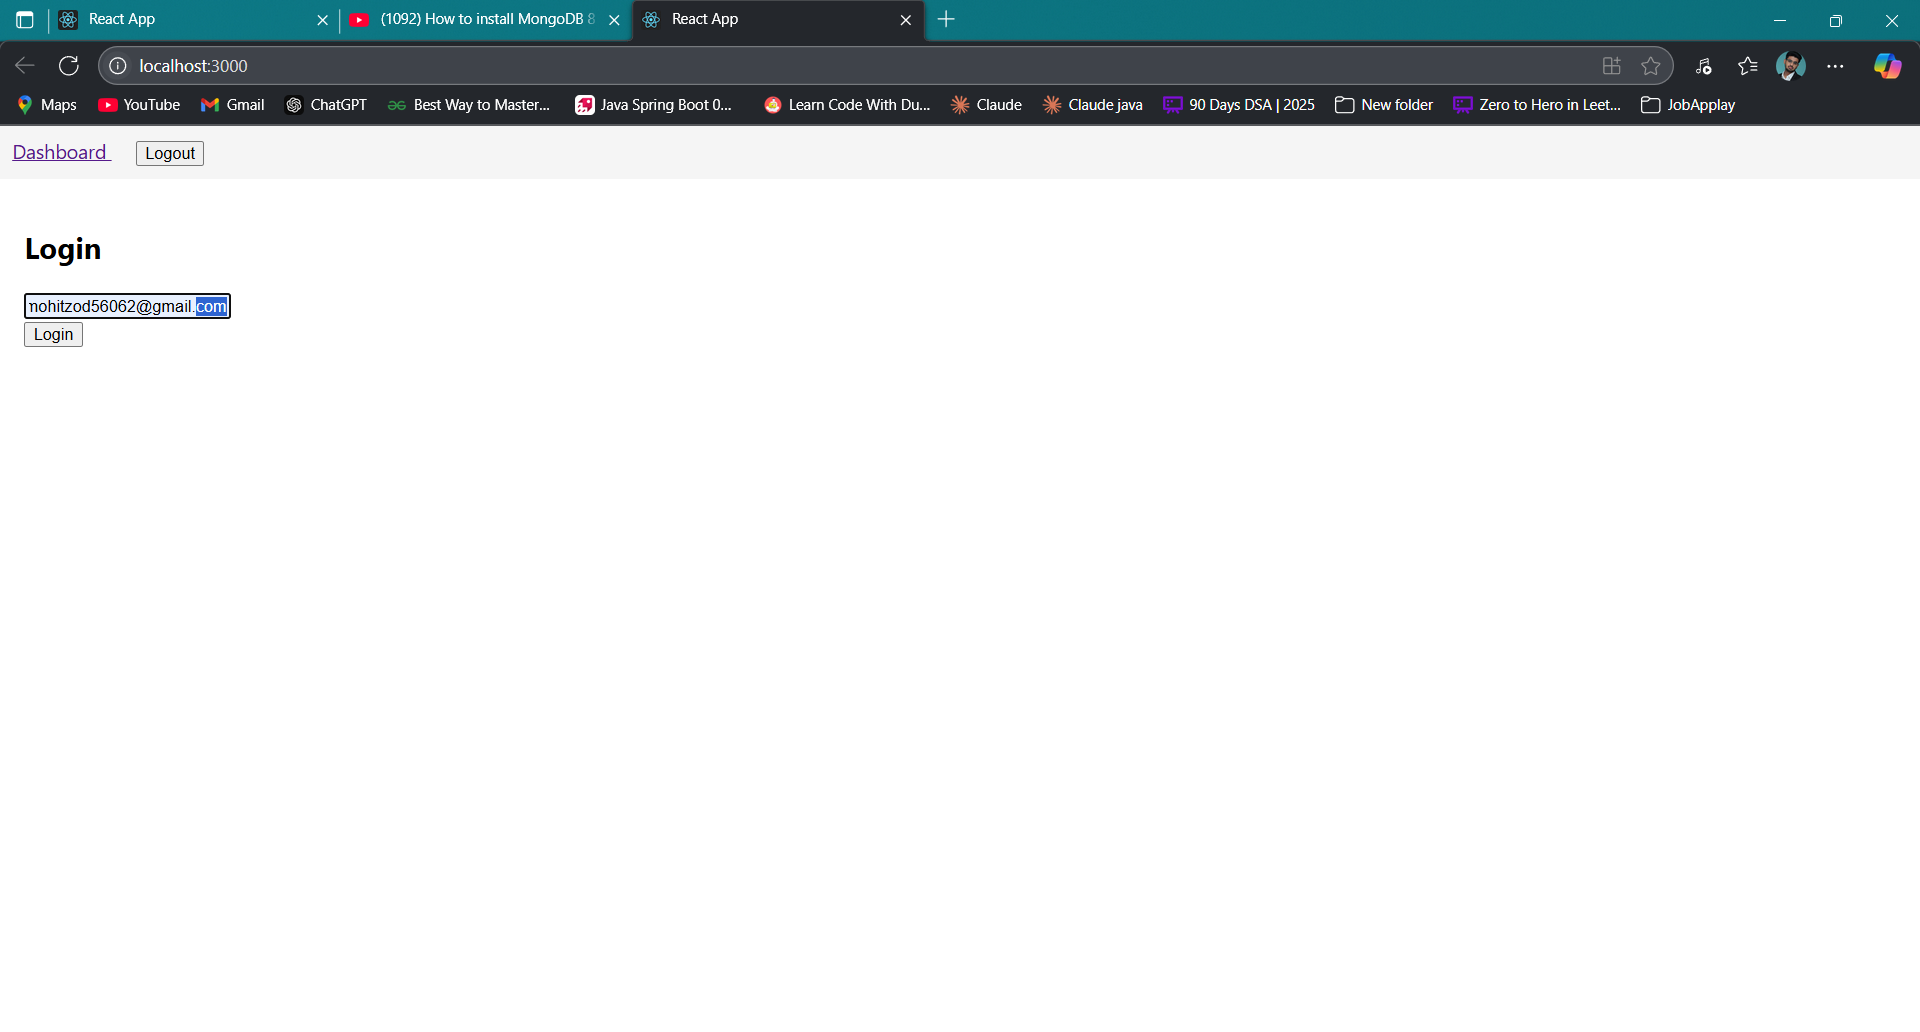 React App
(1092) How to install MongoDB 8
React App
localhost:3000
Maps
YouTube
Gmail
ChatGPT
Best Way to Master...
Java Spring Boot 0...
Learn Code With Du...
Claude
Claude java
90 Days DSA | 2025
New folder
Zero to Hero in Leet...
JobApplay
Dashboard
Logout
Login
mohitzod56062@gmail.com
Login